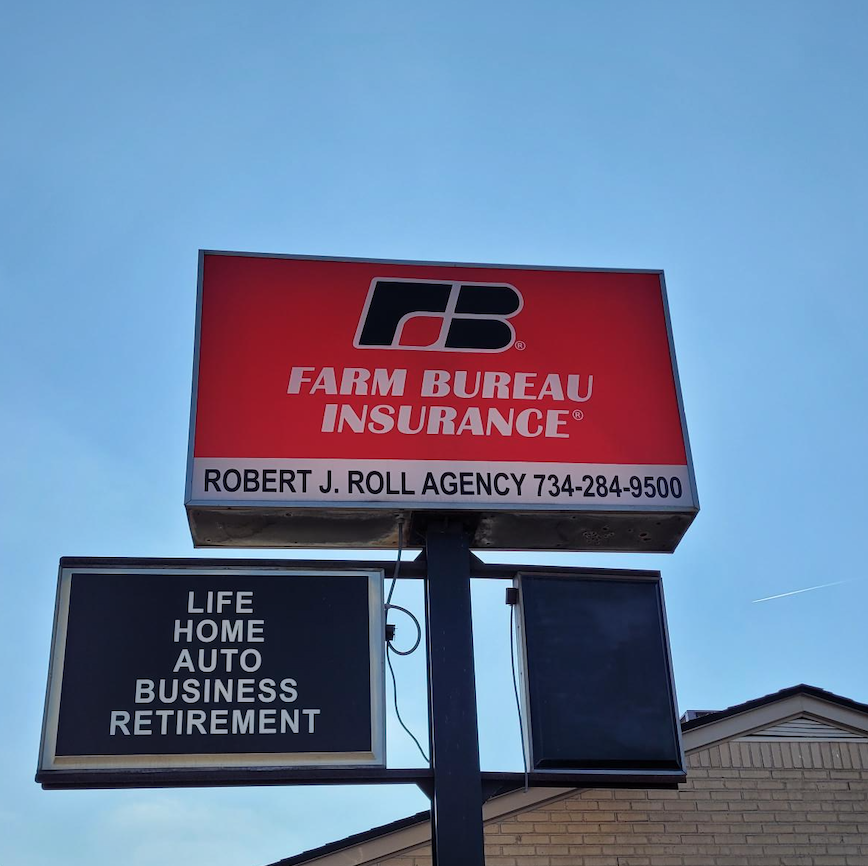 FB®
FARM BUREAU
INSURANCE®
ROBERT J. ROLL AGENCY 734-284-9500
LIFE
HOME
AUTO
BUSINESS
RETIREMENT